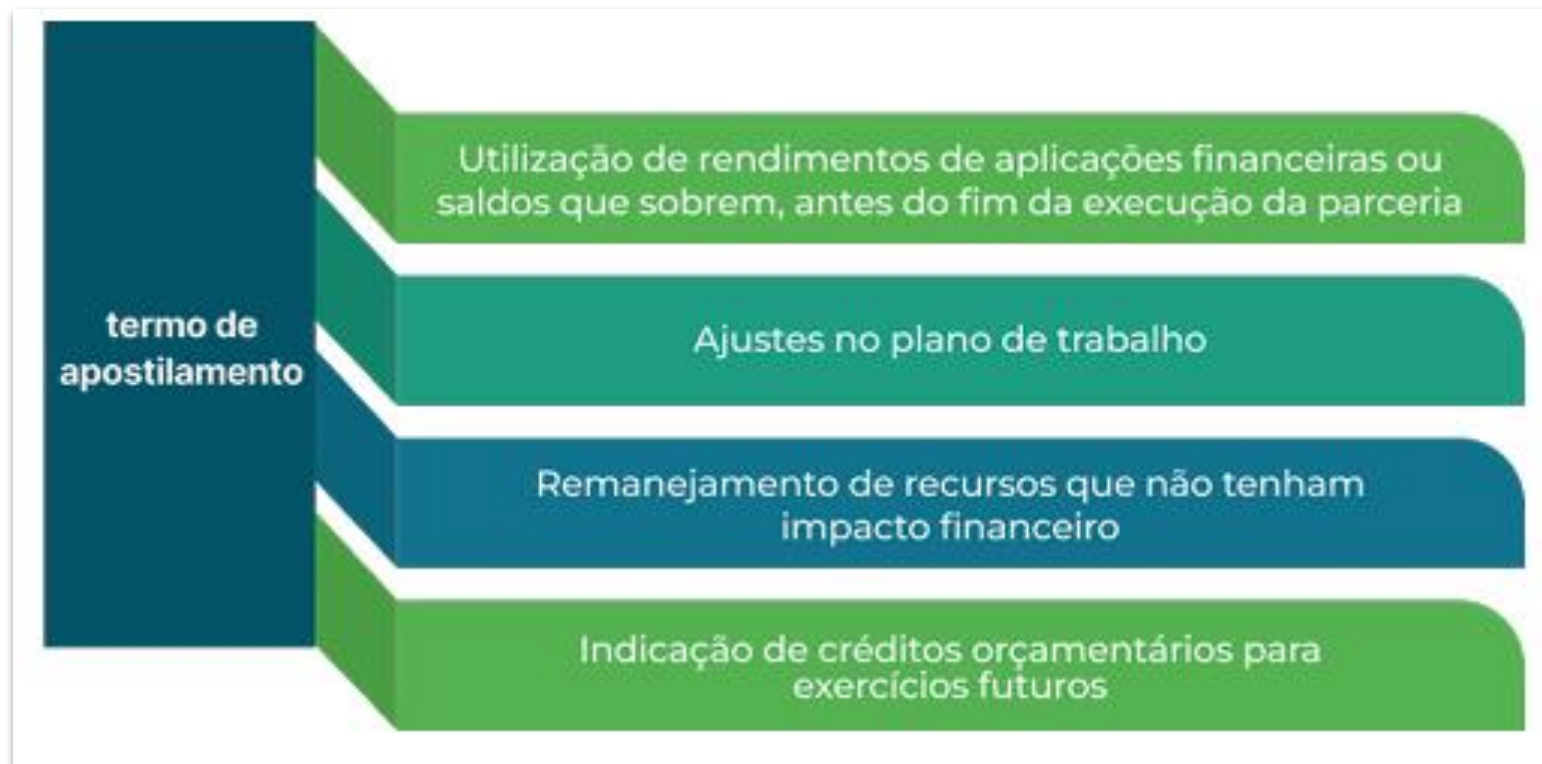 termo de
apostilamento
Utilização de rendimentos de aplicações financeiras ou
saldos que sobrem, antes do fim da execução da parceria
Ajustes no plano de trabalho
Remanejamento de recursos que não tenham
impacto financeiro
Indicação de créditos orçamentários para
exercícios futuros